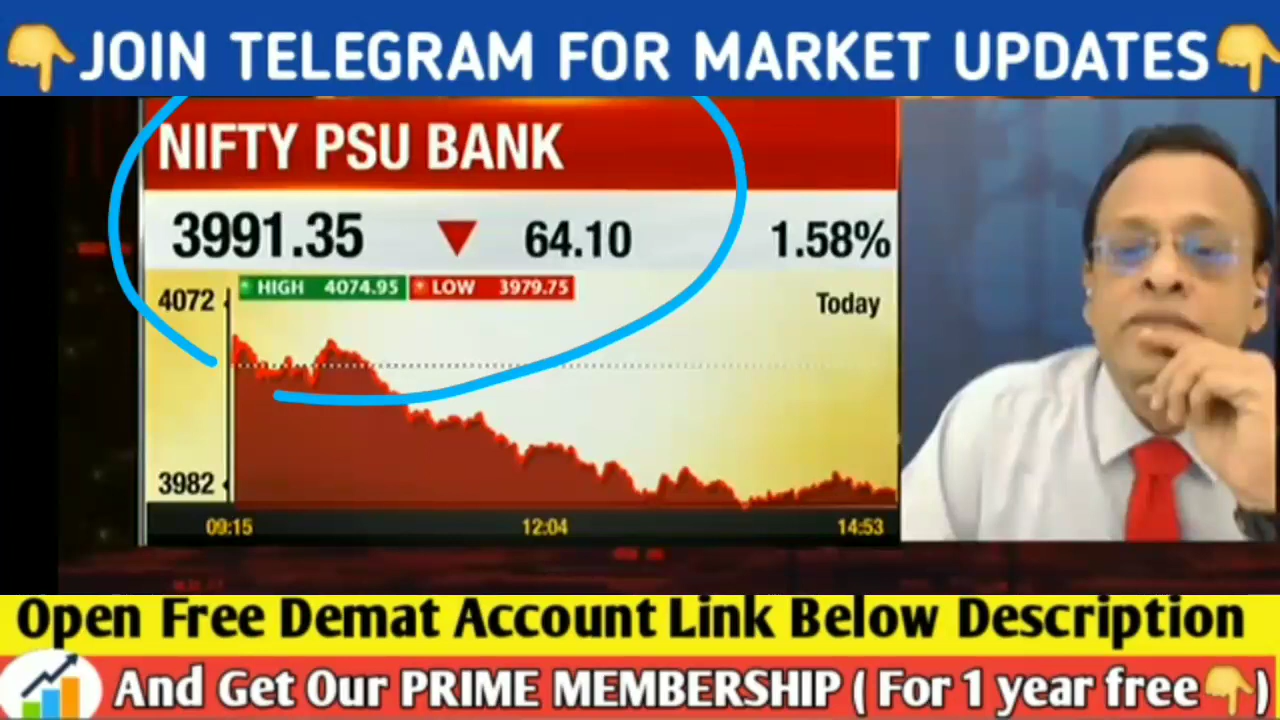 👇JOIN TELEGRAM FOR MARKET UPDATES👇
NIFTY PSU BANK
3991.35 ▼ 64.10 1.58%
HIGH 4074.95 LOW 3979.75
4072
Today
3982
09:15 12:04 14:53
Open Free Demat Account Link Below Description
And Get Our PRIME MEMBERSHIP ( For 1 year free👇)